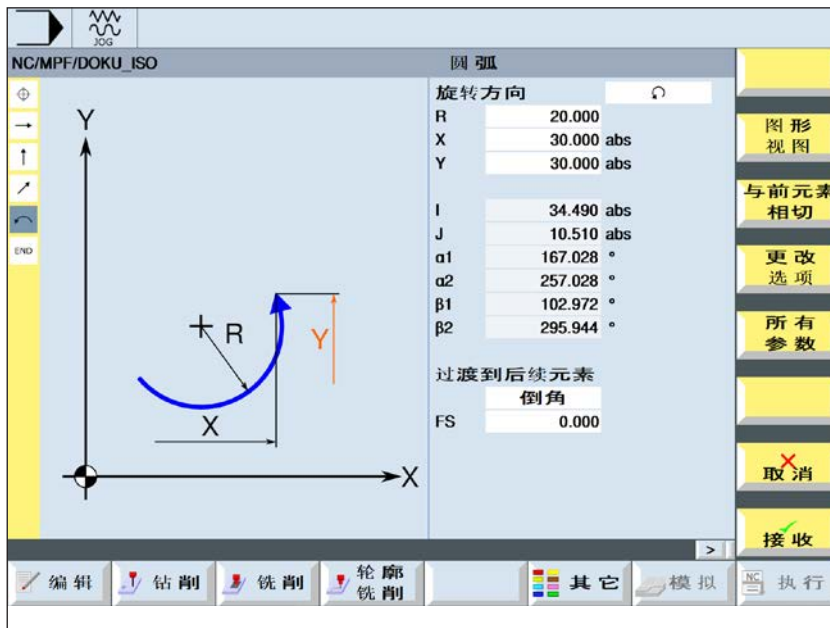 JOG
NC/MPF/DOKU_ISO
圆弧
旋转方向
R 20.000
X 30.000 abs
Y 30.000 abs
I 34.490 abs
J 10.510 abs
α1 167.028 °
α2 257.028 °
β1 102.972 °
β2 295.944 °
过渡到后续元素
倒角
FS 0.000
END
Y
R
Y
X
X
图形
视图
与前元素
相切
更改
选项
所有
参数
取消
接收
>
编辑
钻削
铣削
轮廓
铣削
其它
模拟
NC
执行